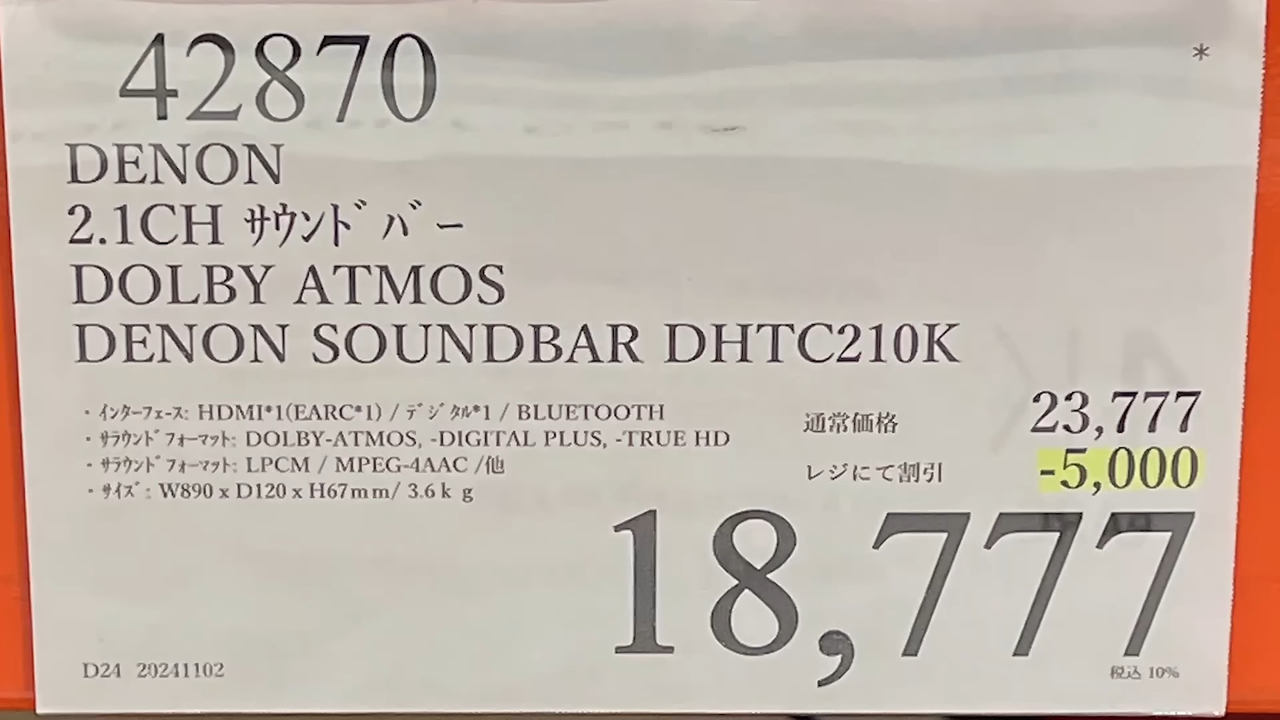 42870
*
DENON
2.1CH ｻｳﾝﾄﾞﾊﾞｰ
DOLBY ATMOS
DENON SOUNDBAR DHTC210K
・ｲﾝﾀｰﾌｪｰｽ: HDMI*1(EARC*1) / ﾃﾞｼﾞﾀﾙ*1 / BLUETOOTH
・ｻﾗｳﾝﾄﾞﾌｫｰﾏｯﾄ: DOLBY-ATMOS, -DIGITAL PLUS, -TRUE HD
・ｻﾗｳﾝﾄﾞﾌｫｰﾏｯﾄ: LPCM / MPEG-4AAC /他
・ｻｲｽﾞ: W890 x D120 x H67mm/ 3.6ｋｇ
通常価格 23,777
レジにて割引 -5,000
18,777
D24 20241102
税込 10%